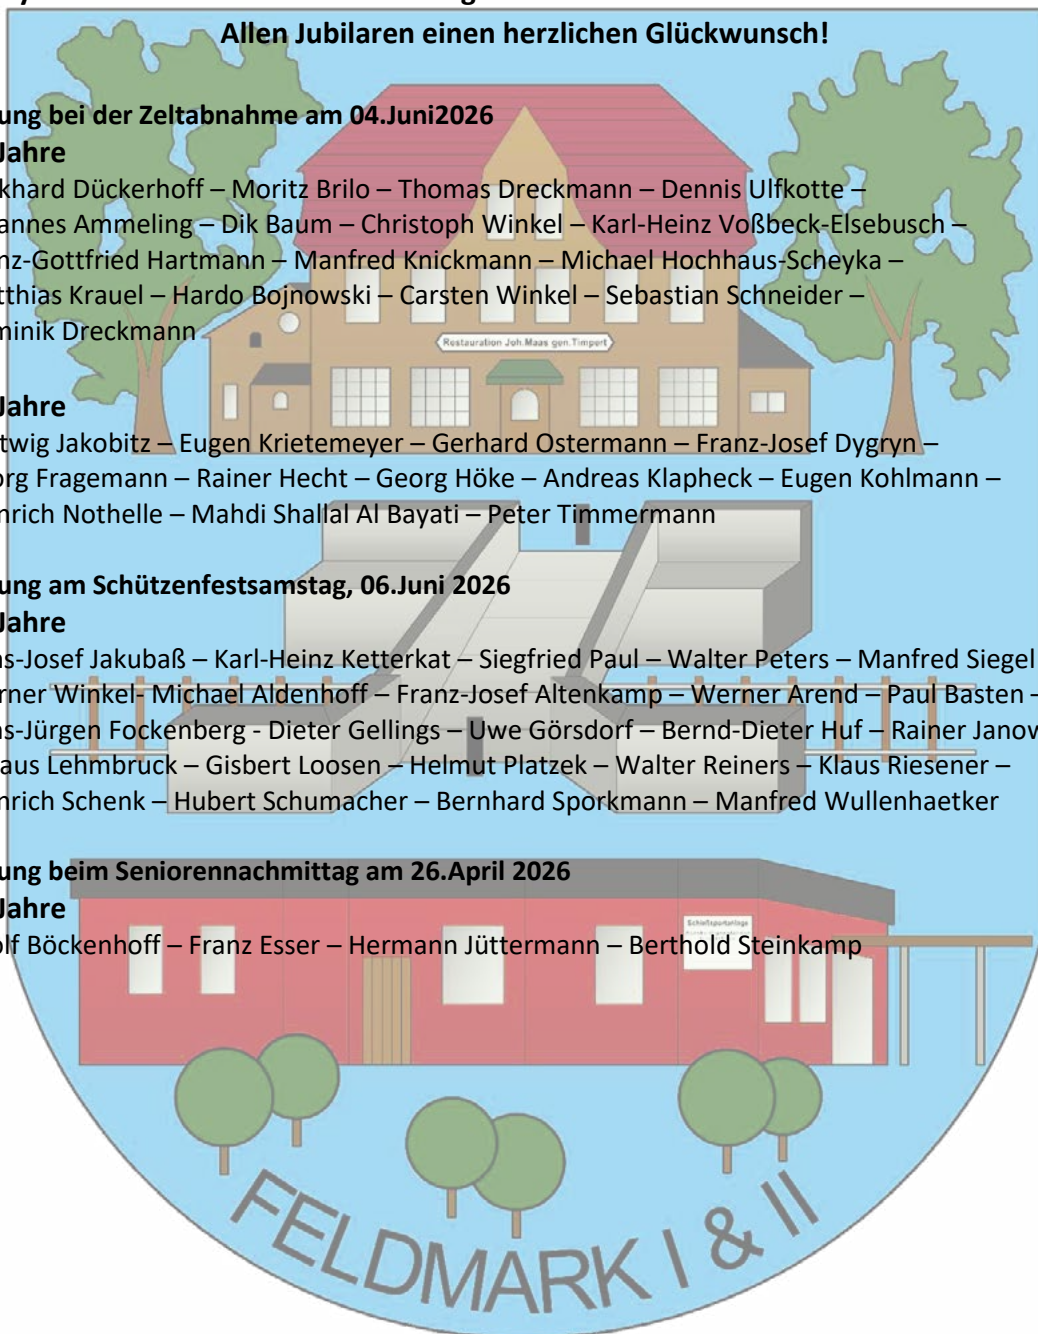 Allen Jubilaren einen herzlichen Glückwunsch!
ung bei der Zeltabnahme am 04.Juni2026
Jahre
khard Dückerhoff – Moritz Brilo – Thomas Dreckmann – Dennis Ulfkotte –
annes Ammeling – Dik Baum – Christoph Winkel – Karl-Heinz Voßbeck-Elsebusch –
nz-Gottfried Hartmann – Manfred Knickmann – Michael Hochhaus-Scheyka –
tthias Krauel – Hardo Bojnowski – Carsten Winkel – Sebastian Schneider –
minik Dreckmann
Restauration Joh.Maas gen.Timpert
Jahre
twig Jakobitz – Eugen Krietemeyer – Gerhard Ostermann – Franz-Josef Dygryn –
org Fragemann – Rainer Hecht – Georg Höke – Andreas Klapheck – Eugen Kohlmann –
nrich Nothelle – Mahdi Shallal Al Bayati – Peter Timmermann
ung am Schützenfestsamstag, 06.Juni 2026
Jahre
s-Josef Jakubaß – Karl-Heinz Ketterkat – Siegfried Paul – Walter Peters – Manfred Siegel
rner Winkel- Michael Aldenhoff – Franz-Josef Altenkamp – Werner Arend – Paul Basten –
s-Jürgen Fockenberg - Dieter Gellings – Uwe Görsdorf – Bernd-Dieter Huf – Rainer Janow
aus Lehmbruck – Gisbert Loosen – Helmut Platzek – Walter Reiners – Klaus Riesener –
nrich Schenk – Hubert Schumacher – Bernhard Sporkmann – Manfred Wullenhaetker
ung beim Seniorennachmittag am 26.April 2026
Jahre
olf Böckenhoff – Franz Esser – Hermann Jüttermann – Berthold Steinkamp
Schießsportanlage
FELDMARK I & II